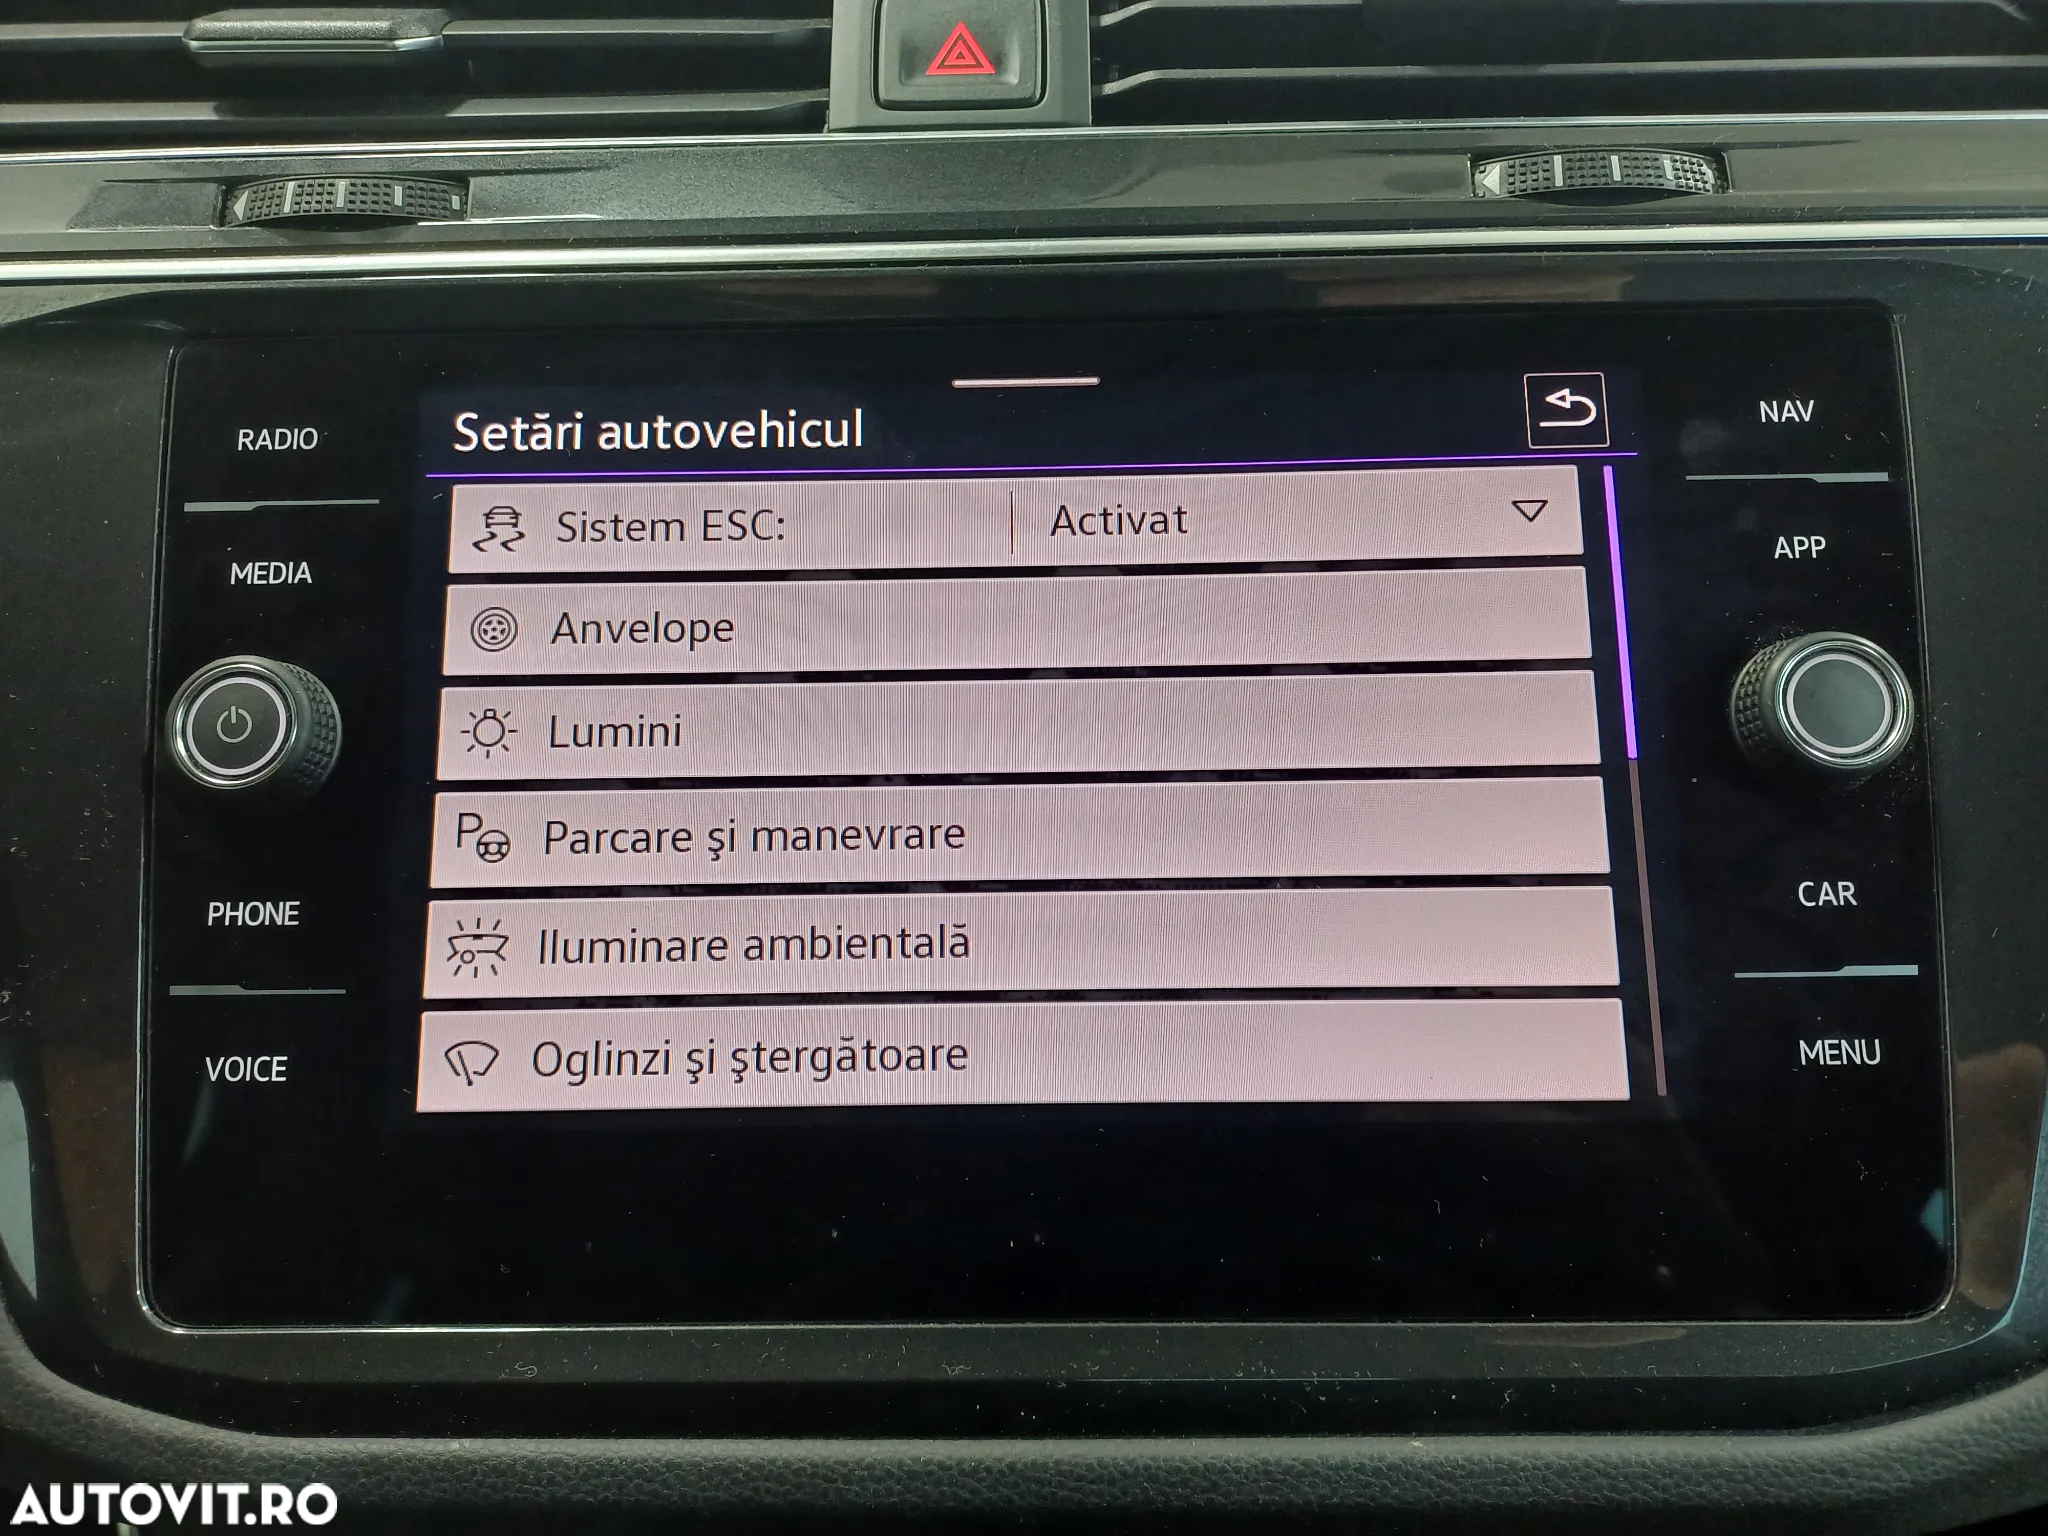 RADIO
MEDIA
PHONE
VOICE
Setări autovehicul
Sistem ESC: Activat
Anvelope
Lumini
Parcare şi manevrare
Iluminare ambientală
Oglinzi şi ştergătoare
NAV
APP
CAR
MENU
AUTOVIT.RO